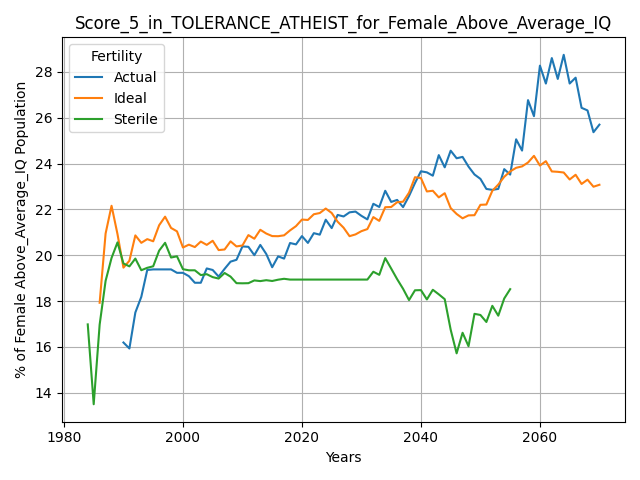 Score_5_in_TOLERANCE_ATHEIST_for_Female_Above_Average_IQ
Fertility
Actual
Ideal
Sterile
% of Female Above_Average_IQ Population
28
26
24
22
20
18
16
14
1980
2000
2020
2040
2060
Years